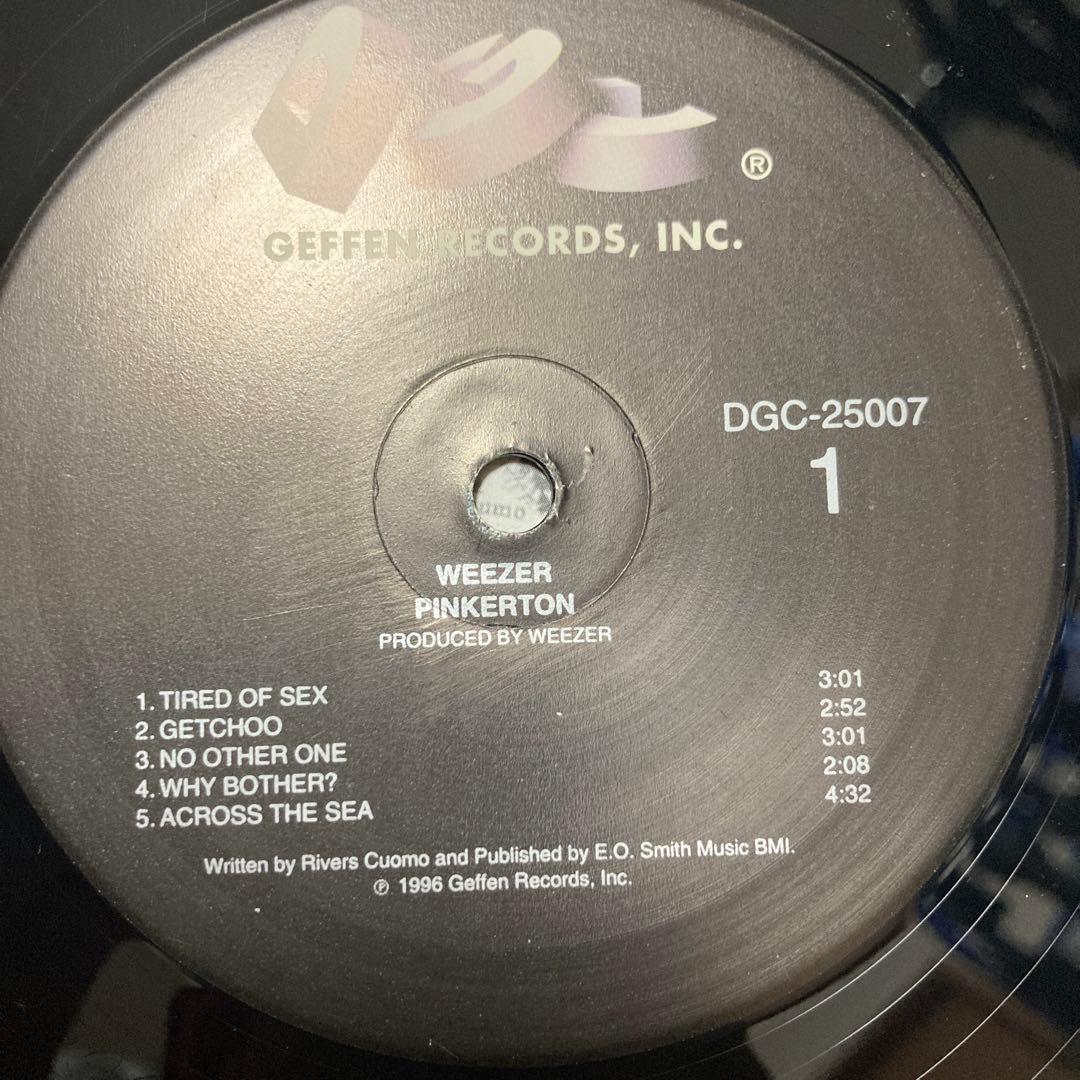 ®
GEFFEN RECORDS, INC.
DGC-25007
1
WEEZER
PINKERTON
PRODUCED BY WEEZER
1. TIRED OF SEX 3:01
2. GETCHOO 2:52
3. NO OTHER ONE 3:01
4. WHY BOTHER? 2:08
5. ACROSS THE SEA 4:32
Written by Rivers Cuomo and Published by E.O. Smith Music BMI.
℗ 1996 Geffen Records, Inc.